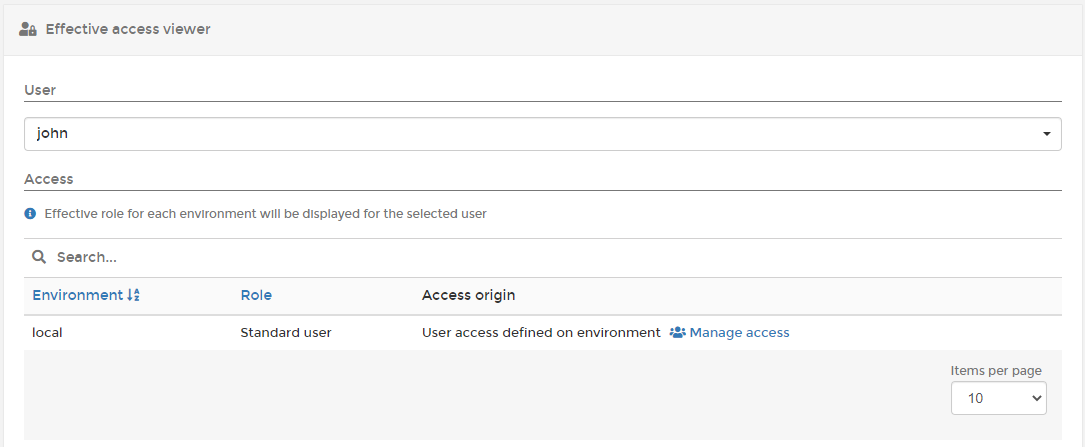 Effective access viewer
User
john
Access
Effective role for each environment will be displayed for the selected user
Search...
Environment Role Access origin
local Standard user User access defined on environment Manage access
Items per page
10